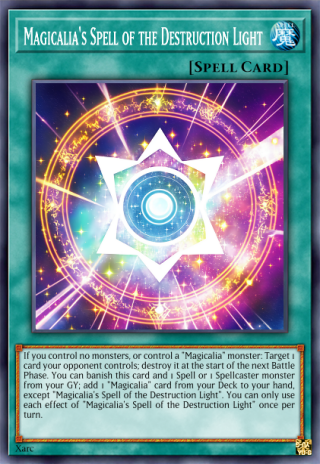 Magicalia's Spell of the Destruction Light
[Spell Card]
If you control no monsters, or control a "Magicalia" monster: Target 1
card your opponent controls; destroy it at the start of the next Battle
Phase. You can banish this card and 1 Spell or 1 Spellcaster monster
from your GY; add 1 "Magicalia" card from your Deck to your hand,
except "Magicalia's Spell of the Destruction Light". You can only use
each effect of "Magicalia's Spell of the Destruction Light" once per
turn.
Xarc